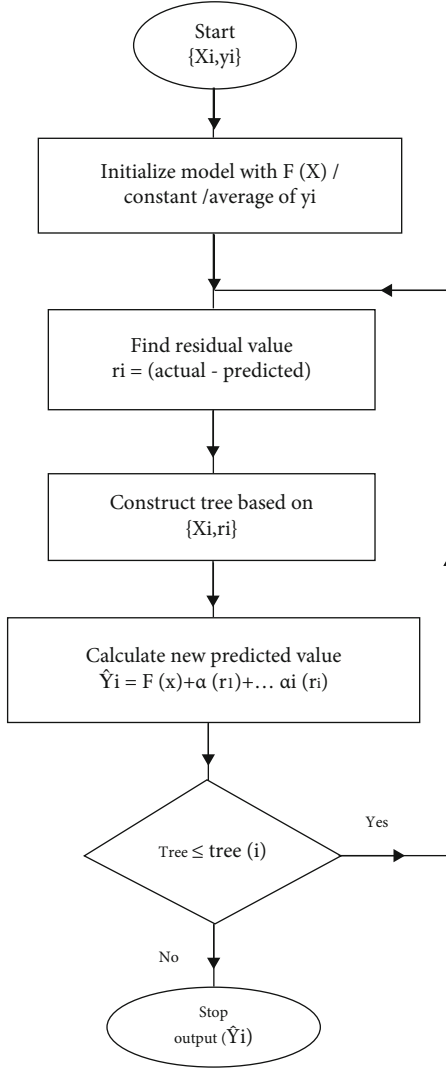 Start
{Xi,yi}
Initialize model with F (X) /
constant /average of yi
Find residual value
ri = (actual - predicted)
Construct tree based on
{Xi,ri}
Calculate new predicted value
Ŷi = F (x)+α (r1)+… αi (ri)
Tree ≤ tree (i)
Yes
No
Stop
output (Ŷi)